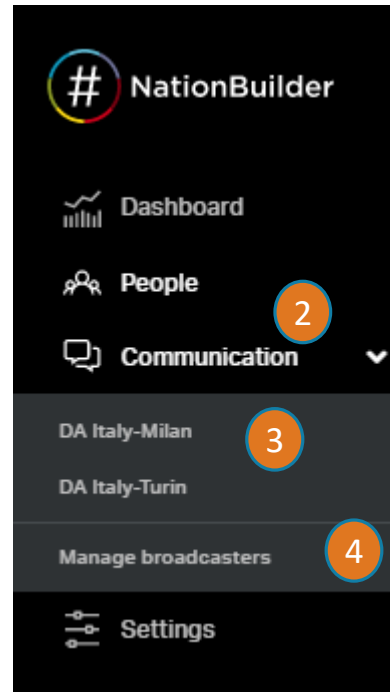 # NationBuilder
Dashboard
People
2
Communication
DA Italy-Milan
3
DA Italy-Turin
Manage broadcasters
4
Settings